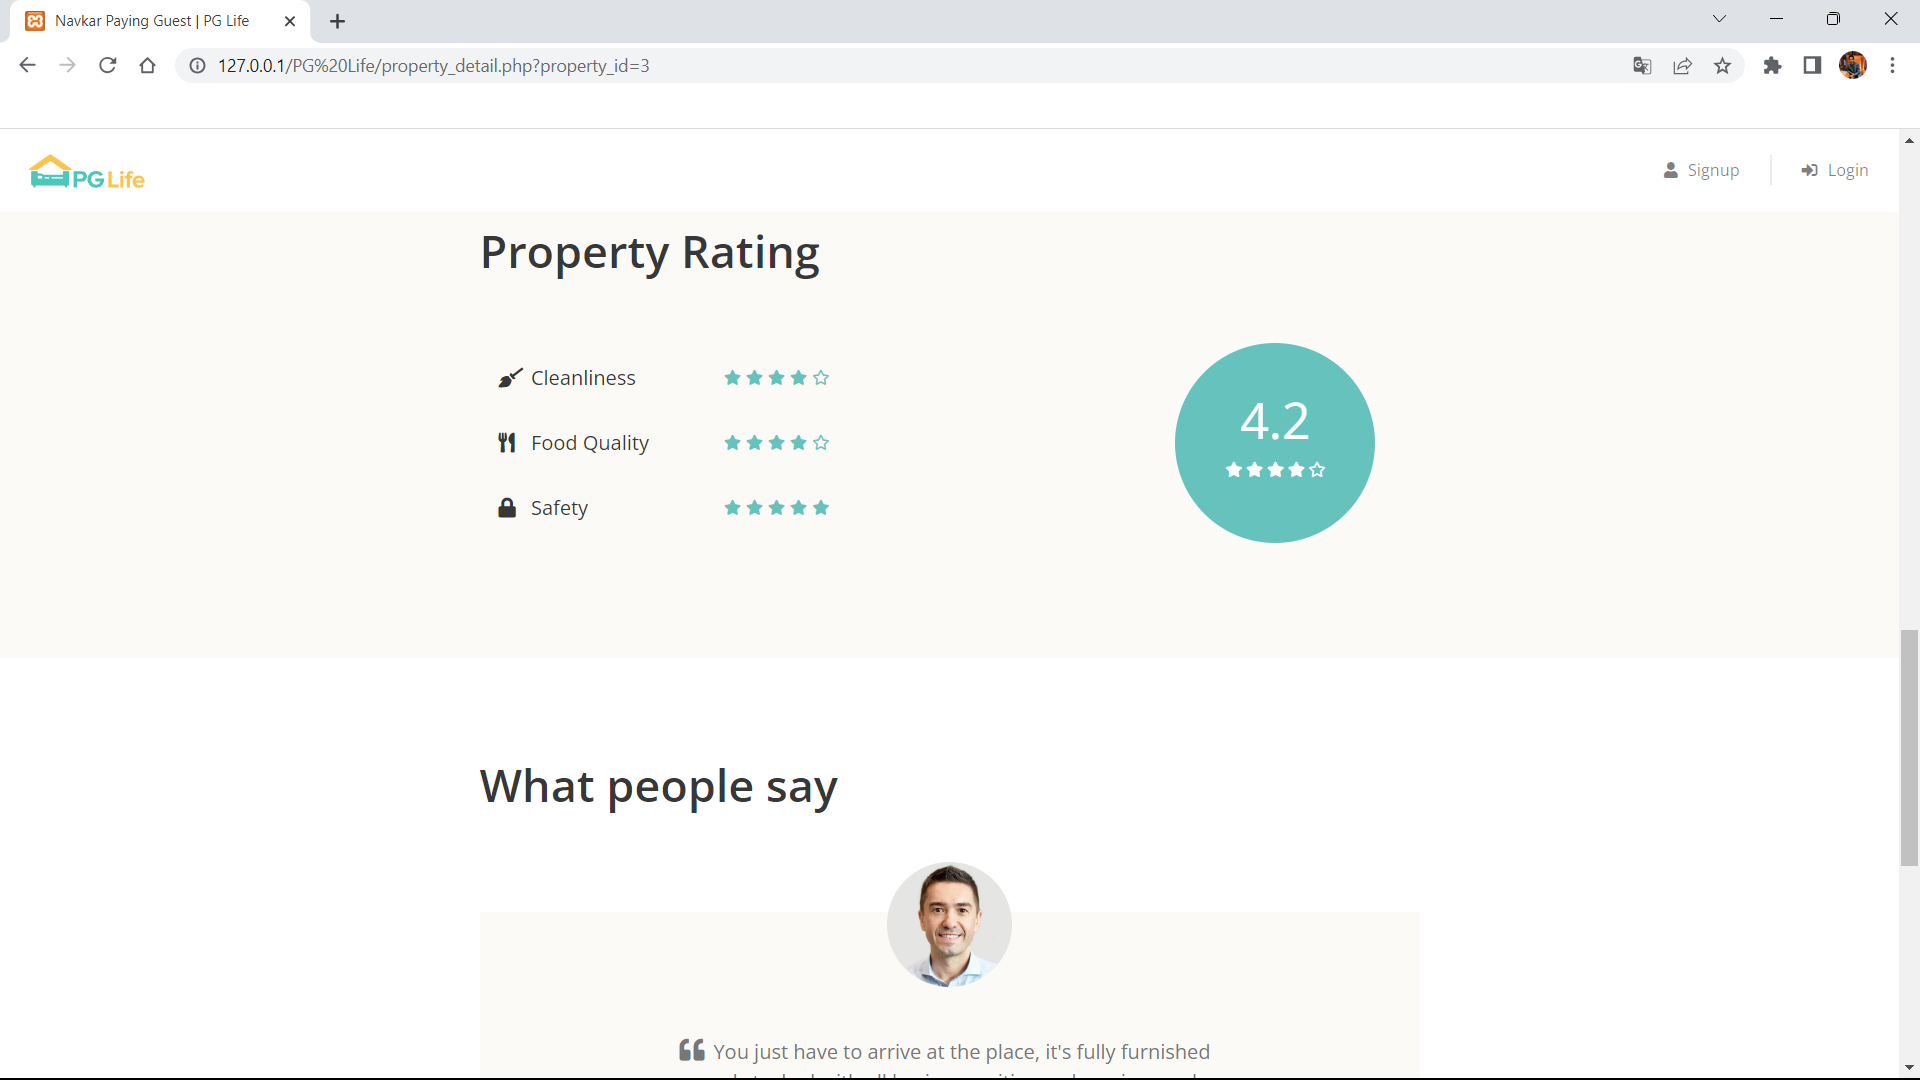 Navkar Paying Guest | PG Life
127.0.0.1/PG%20Life/property_detail.php?property_id=3
PG Life
Signup
Login
Property Rating
Cleanliness
4.2
Food Quality
Safety
What people say
You just have to arrive at the place, it's fully furnished